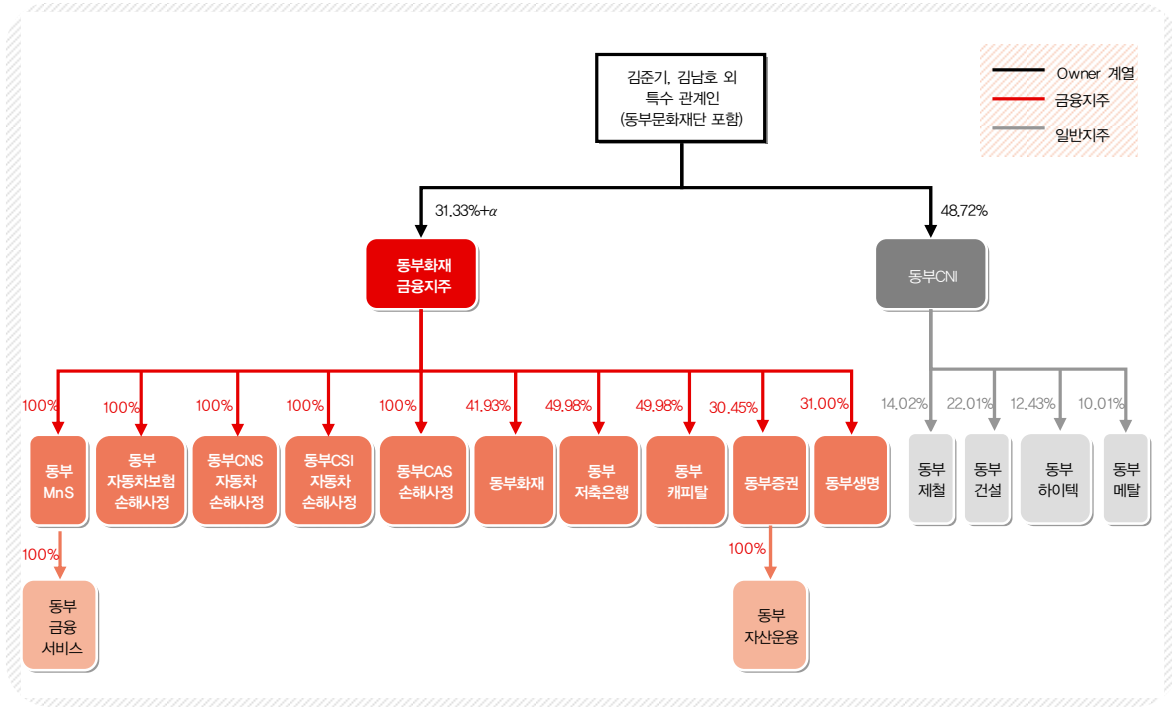 김준기, 김남호 외
특수 관계인
(동부문화재단 포함)
Owner 계열
금융지주
일반지주
31.33%+α
48.72%
동부화재
금융지주
동부CNI
100%
100%
100%
100%
100%
41.93%
49.98%
49.98%
30.45%
31.00%
14.02%
22.01%
12.43%
10.01%
동부
MnS
동부
자동차보험
손해사정
동부CNS
자동차
손해사정
동부CSI
자동차
손해사정
동부CAS
손해사정
동부화재
동부
저축은행
동부
캐피탈
동부증권
동부생명
동부
제철
동부
건설
동부
하이텍
동부
메탈
100%
100%
동부
금융
서비스
동부
자산운용